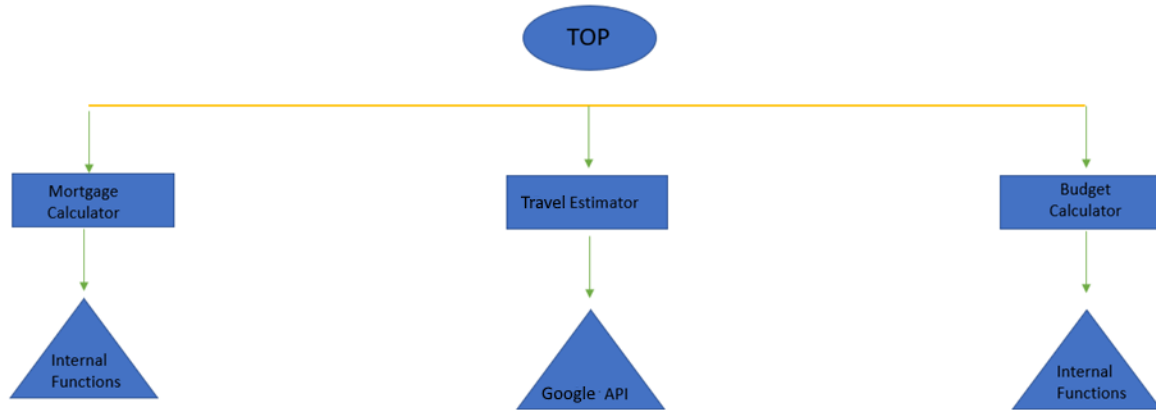 TOP
Mortgage
Calculator
Travel Estimator
Budget
Calculator
Internal
Functions
Google API
Internal
Functions